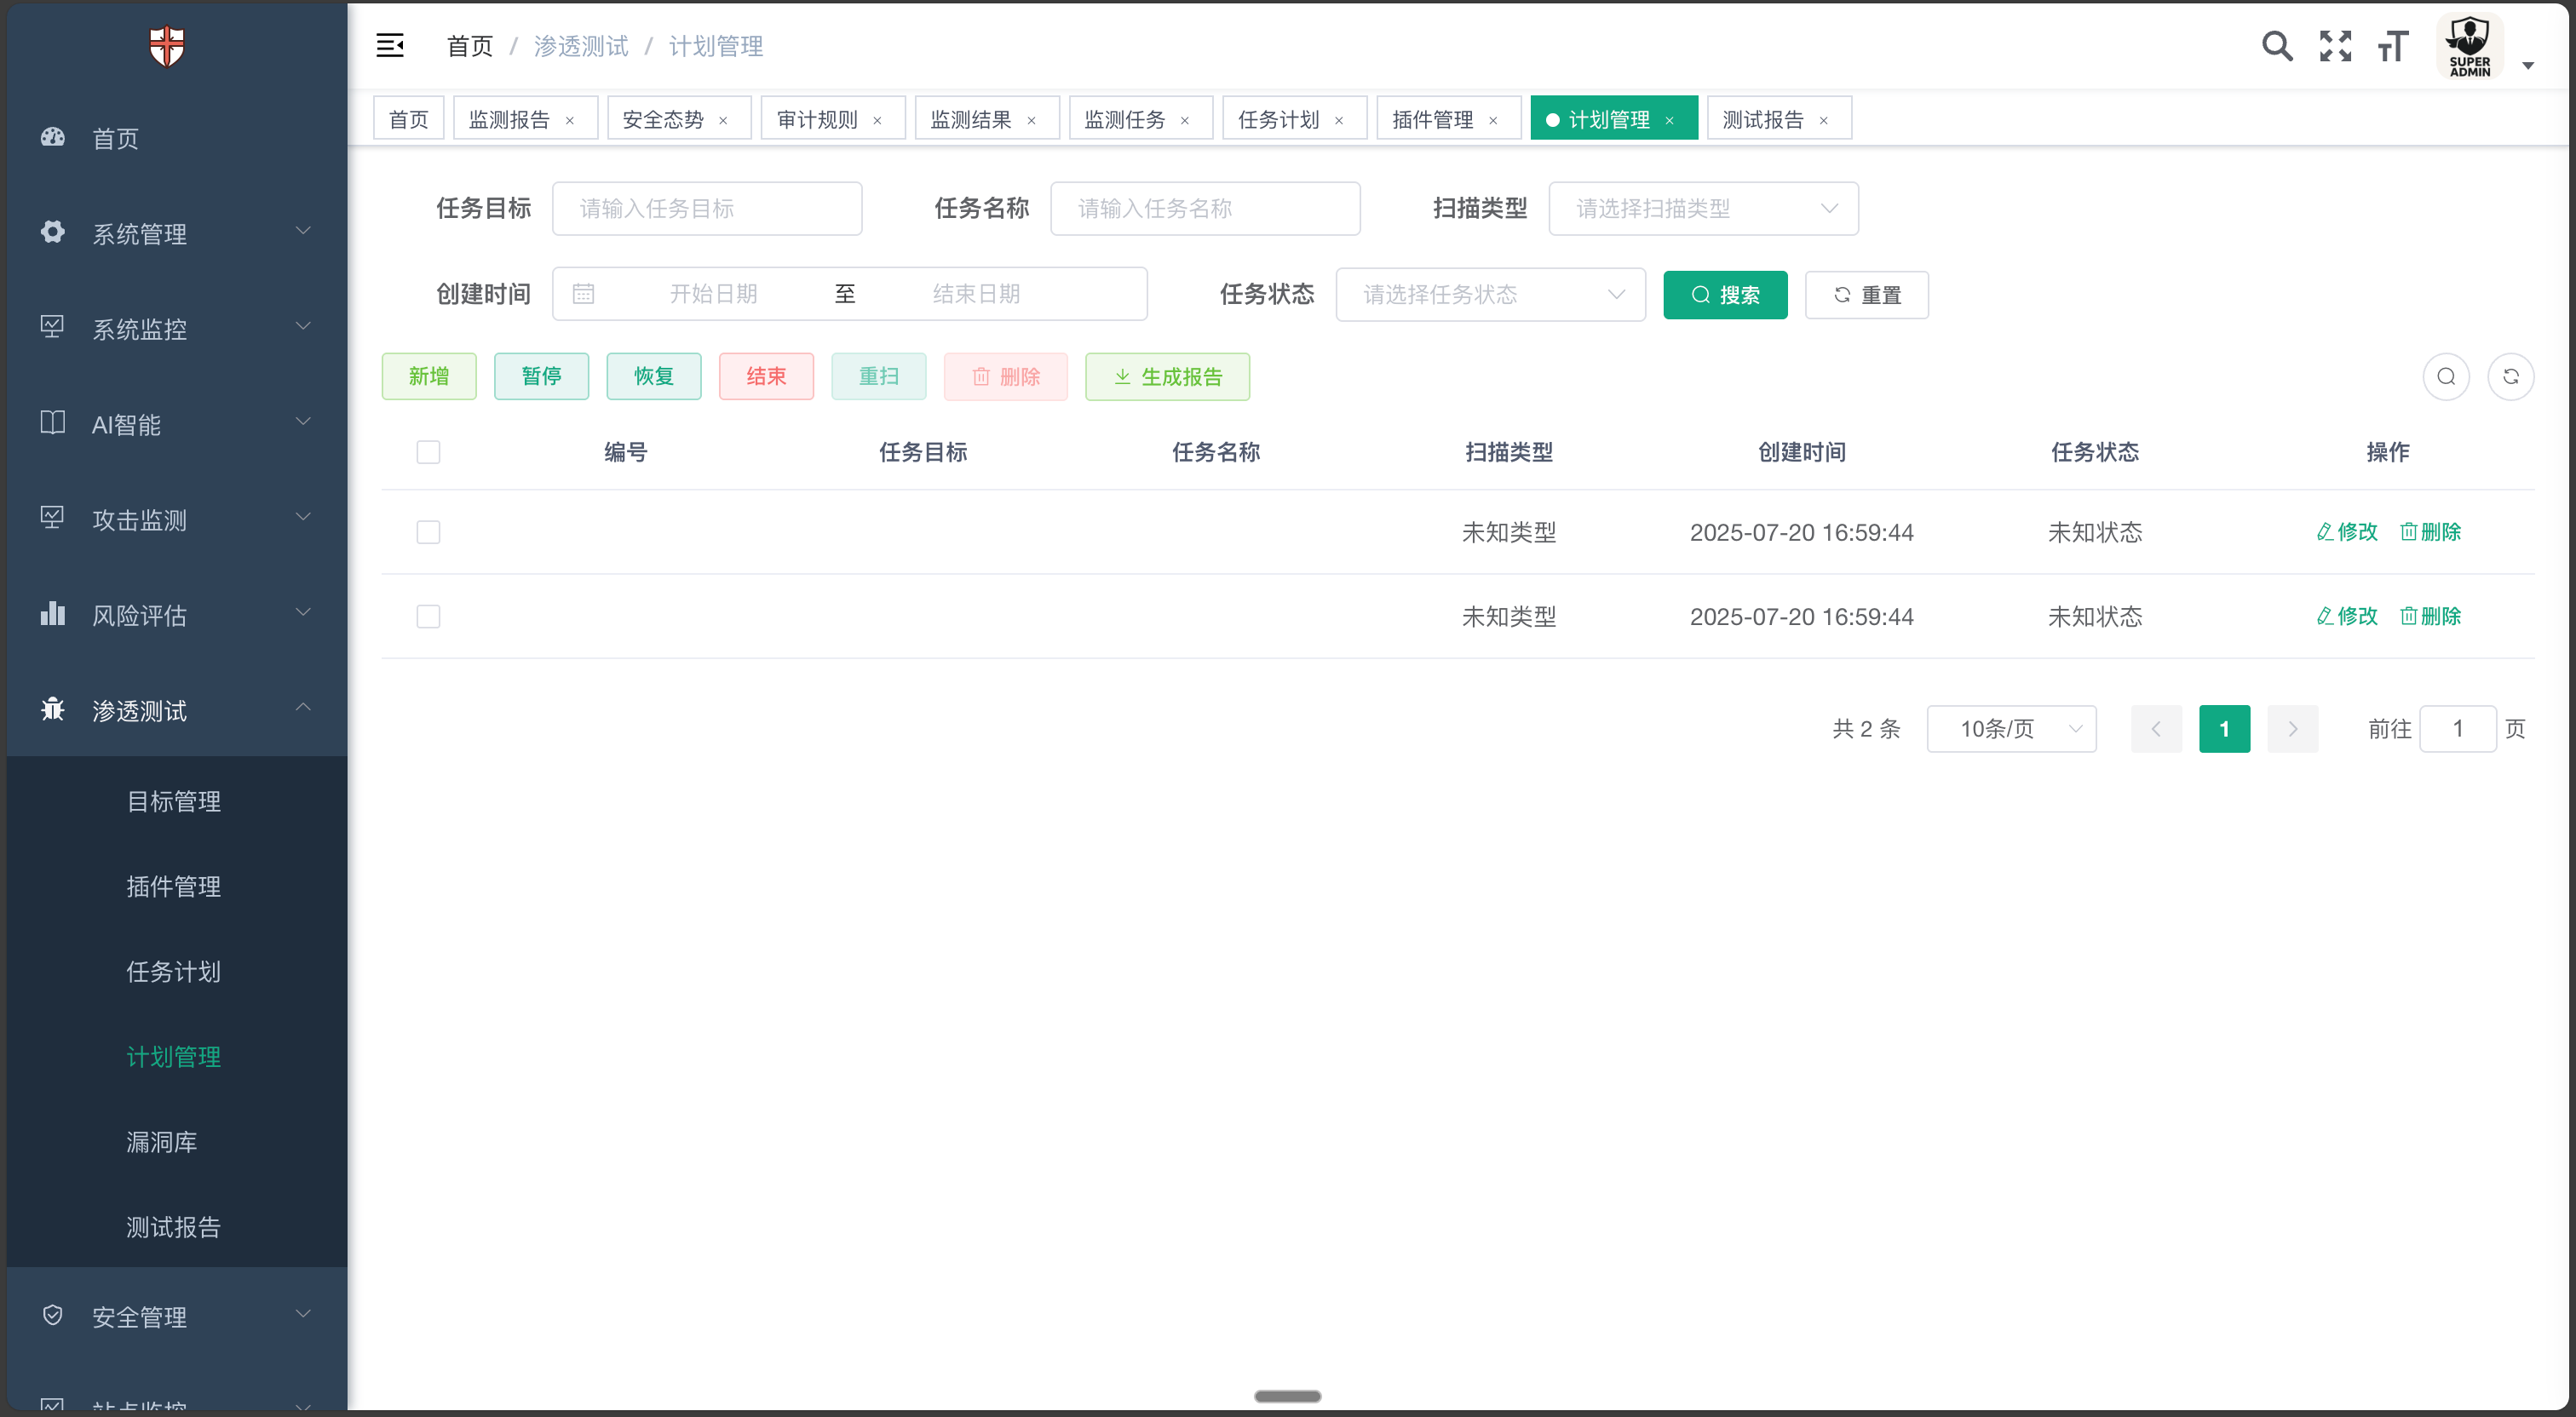 首页 / 渗透测试 / 计划管理
SUPER
ADMIN
首页 监测报告 × 安全态势 × 审计规则 × 监测结果 × 监测任务 × 任务计划 × 插件管理 × 计划管理 × 测试报告 ×
首页
系统管理
系统监控
AI智能
攻击监测
风险评估
渗透测试
目标管理
插件管理
任务计划
计划管理
漏洞库
测试报告
安全管理
站点监控
任务目标 请输入任务目标 任务名称 请输入任务名称 扫描类型 请选择扫描类型
创建时间 开始日期 至 结束日期 任务状态 请选择任务状态 搜索 重置
新增 暂停 恢复 结束 重扫 删除 生成报告
编号 任务目标 任务名称 扫描类型 创建时间 任务状态 操作
未知类型 2025-07-20 16:59:44 未知状态 修改 删除
未知类型 2025-07-20 16:59:44 未知状态 修改 删除
共 2 条 10条/页 1 前往 1 页